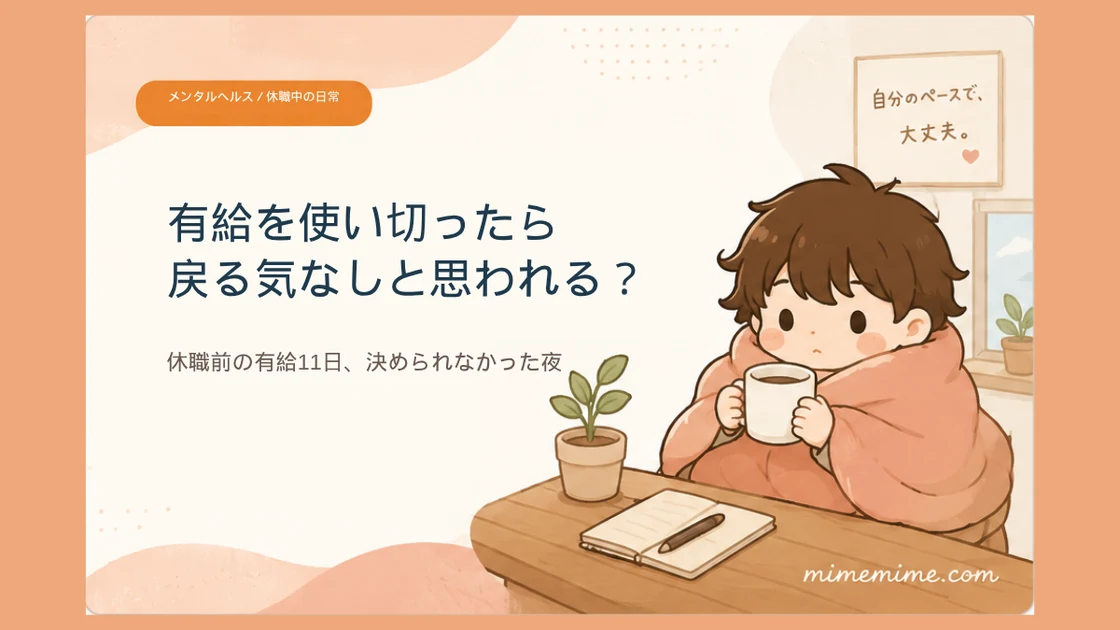 メンタルヘルス / 休職中の日常
自分のペースで、
大丈夫。
有給を使い切ったら
戻る気なしと思われる？
休職前の有給11日、決められなかった夜
mimemime.com